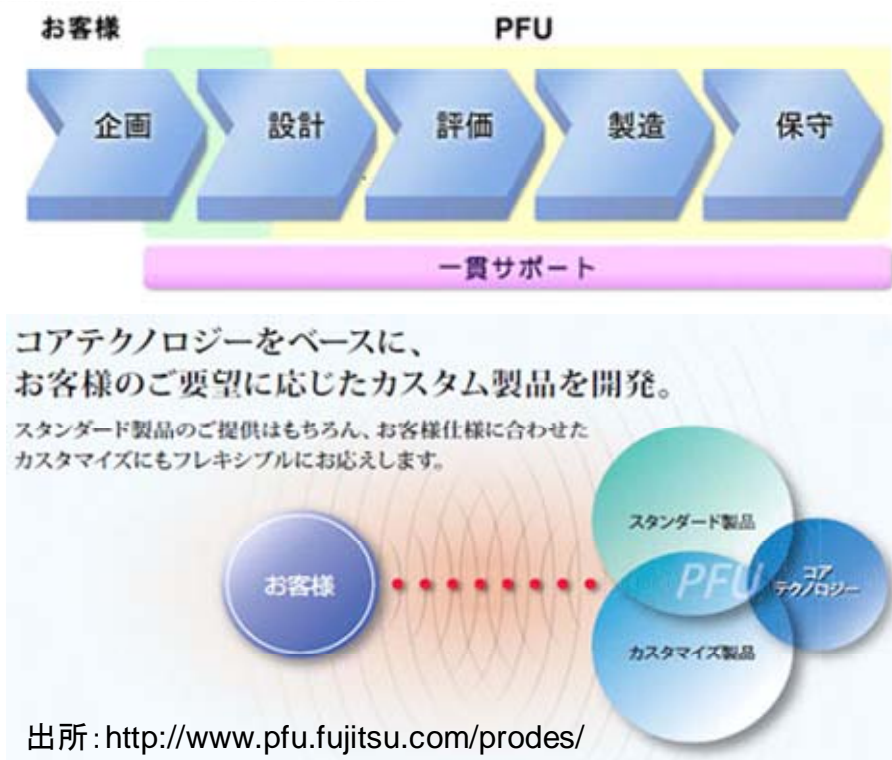 お客様 PFU
企画 設計 評価 製造 保守
一貫サポート
コアテクノロジーをベースに、
お客様のご要望に応じたカスタム製品を開発。
スタンダード製品のご提供はもちろん、お客様仕様に合わせた
カスタマイズにもフレキシブルにお応えします。
スタンダード製品
お客様
PFU
コア
テクノロジー
カスタマイズ製品
出所:http://www.pfu.fujitsu.com/prodes/